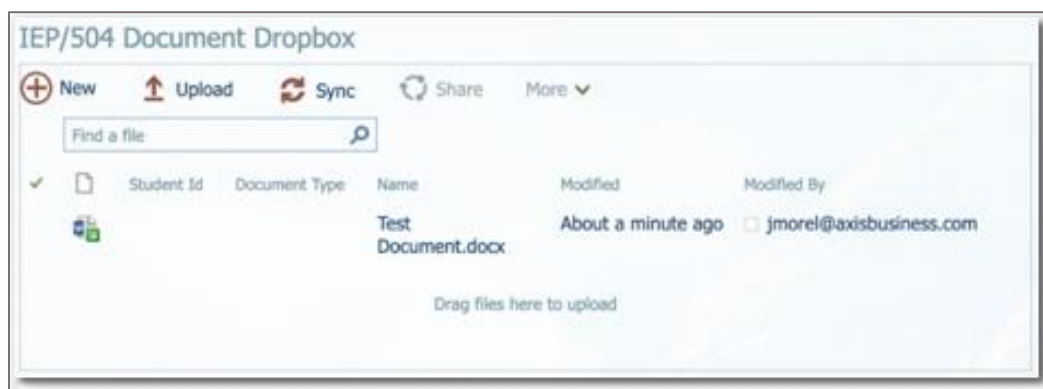 IEP/504 Document Dropbox
New Upload Sync Share More
Find a file
Student Id Document Type Name Modified Modified By
Test Document.docx About a minute ago jmorel@axisbusiness.com
Drag files here to upload